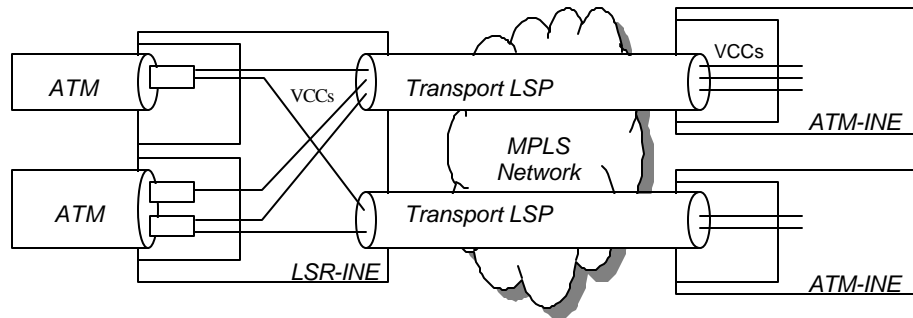 VCCs
ATM
VCCs
Transport LSP
ATM-INE
MPLS
Network
ATM
Transport LSP
LSR-INE
ATM-INE